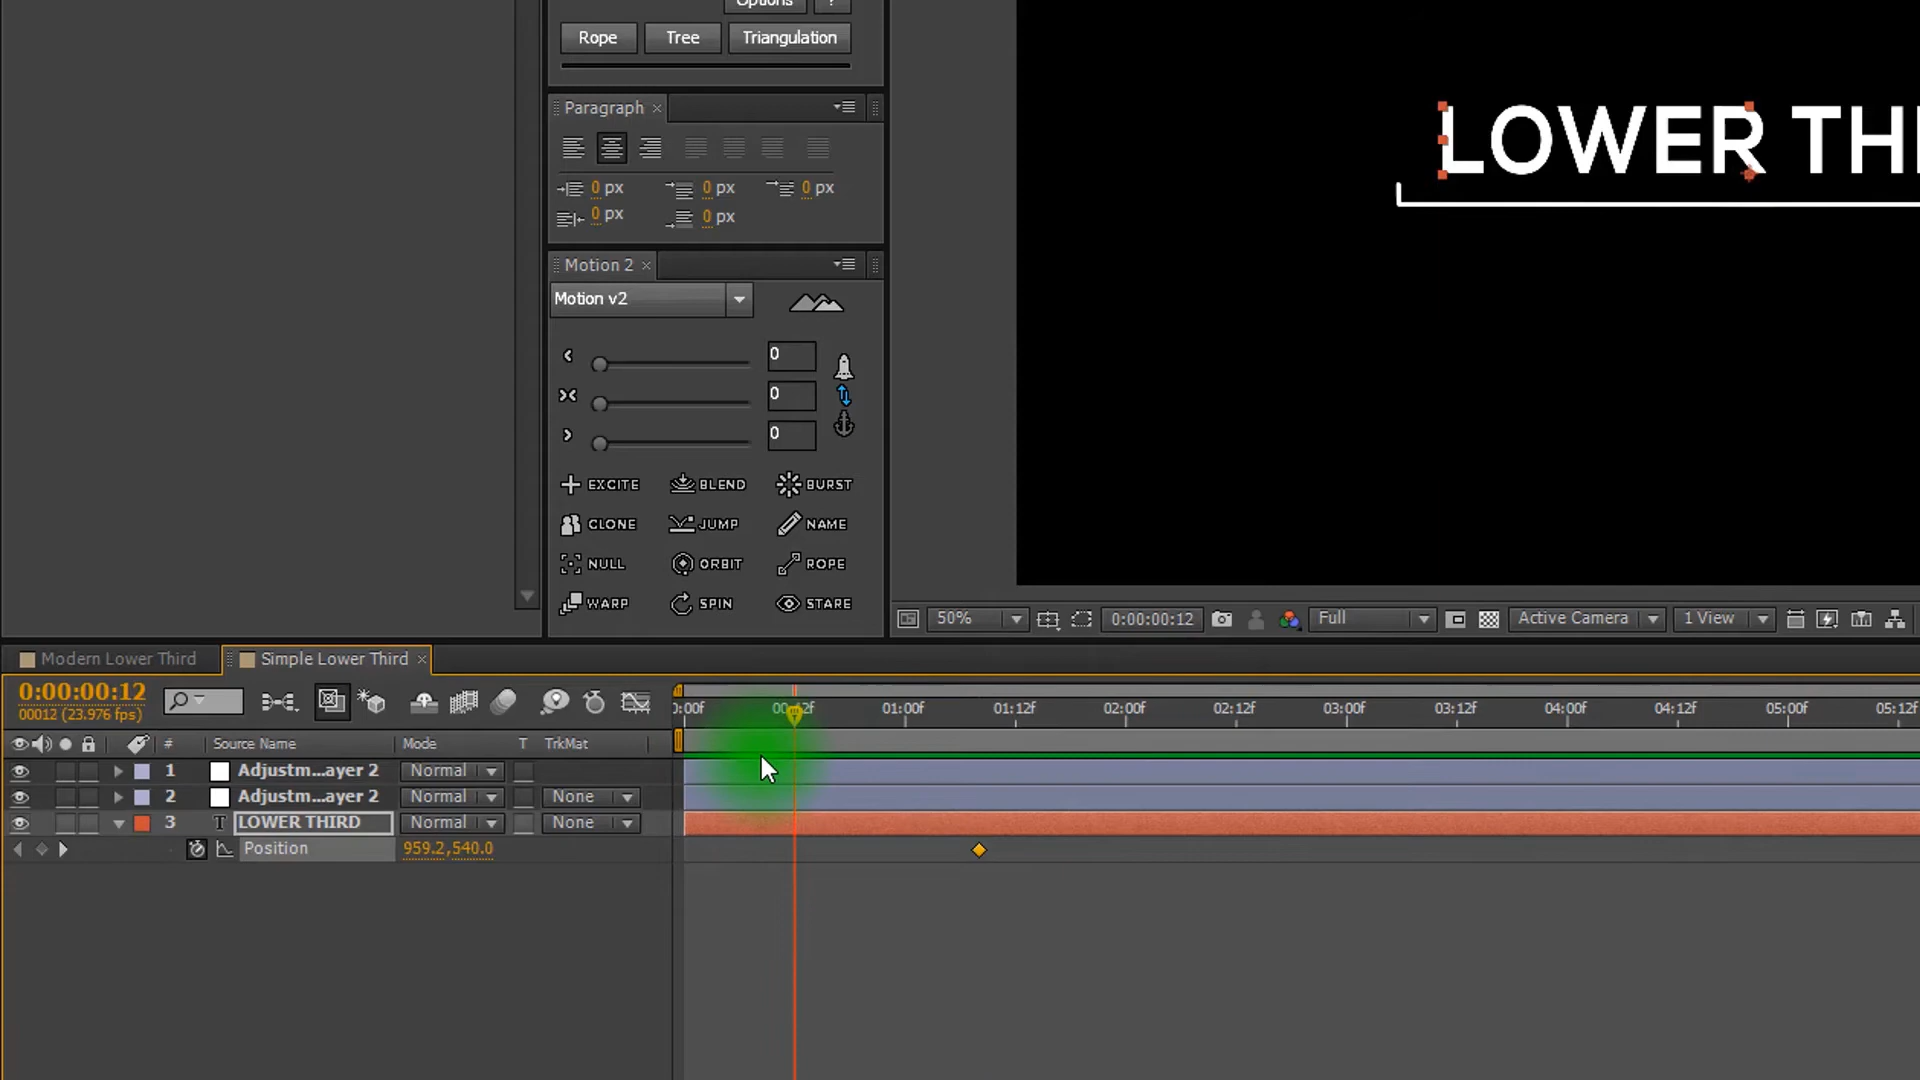 Options ?
Rope Tree Triangulation
Paragraph
0 px 0 px 0 px
0 px 0 px
Motion 2
Motion v2
0
0
0
EXCITE BLEND BURST
CLONE JUMP NAME
NULL ORBIT ROPE
WARP SPIN STARE
LOWER TH
50% 0:00:00:12 Full Active Camera 1 View
Modern Lower Third Simple Lower Third
0:00:00:12
00012 (23.976 fps)
:00f 00:12f 01:00f 01:12f 02:00f 02:12f 03:00f 03:12f 04:00f 04:12f 05:00f 05:12f
# Source Name Mode T TrkMat
1 Adjustm...ayer 2 Normal
2 Adjustm...ayer 2 Normal None
3 T LOWER THIRD Normal None
Position 959.2,540.0